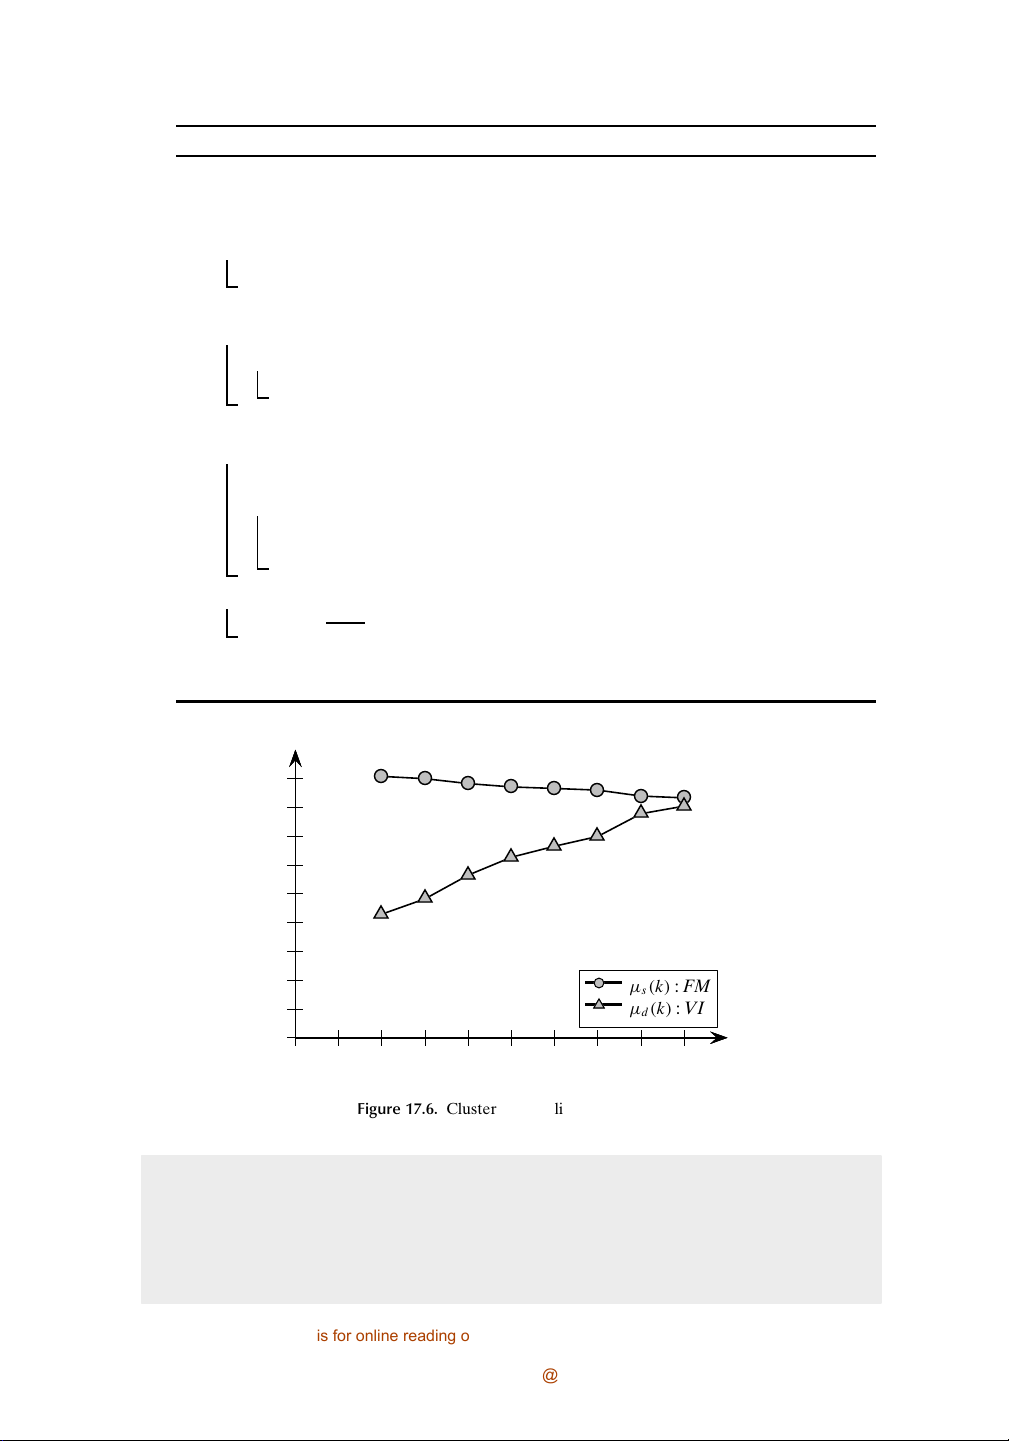 μs(k) : FM
μd(k) : VI
Figure 17.6. Cluster li
is for online reading o
@